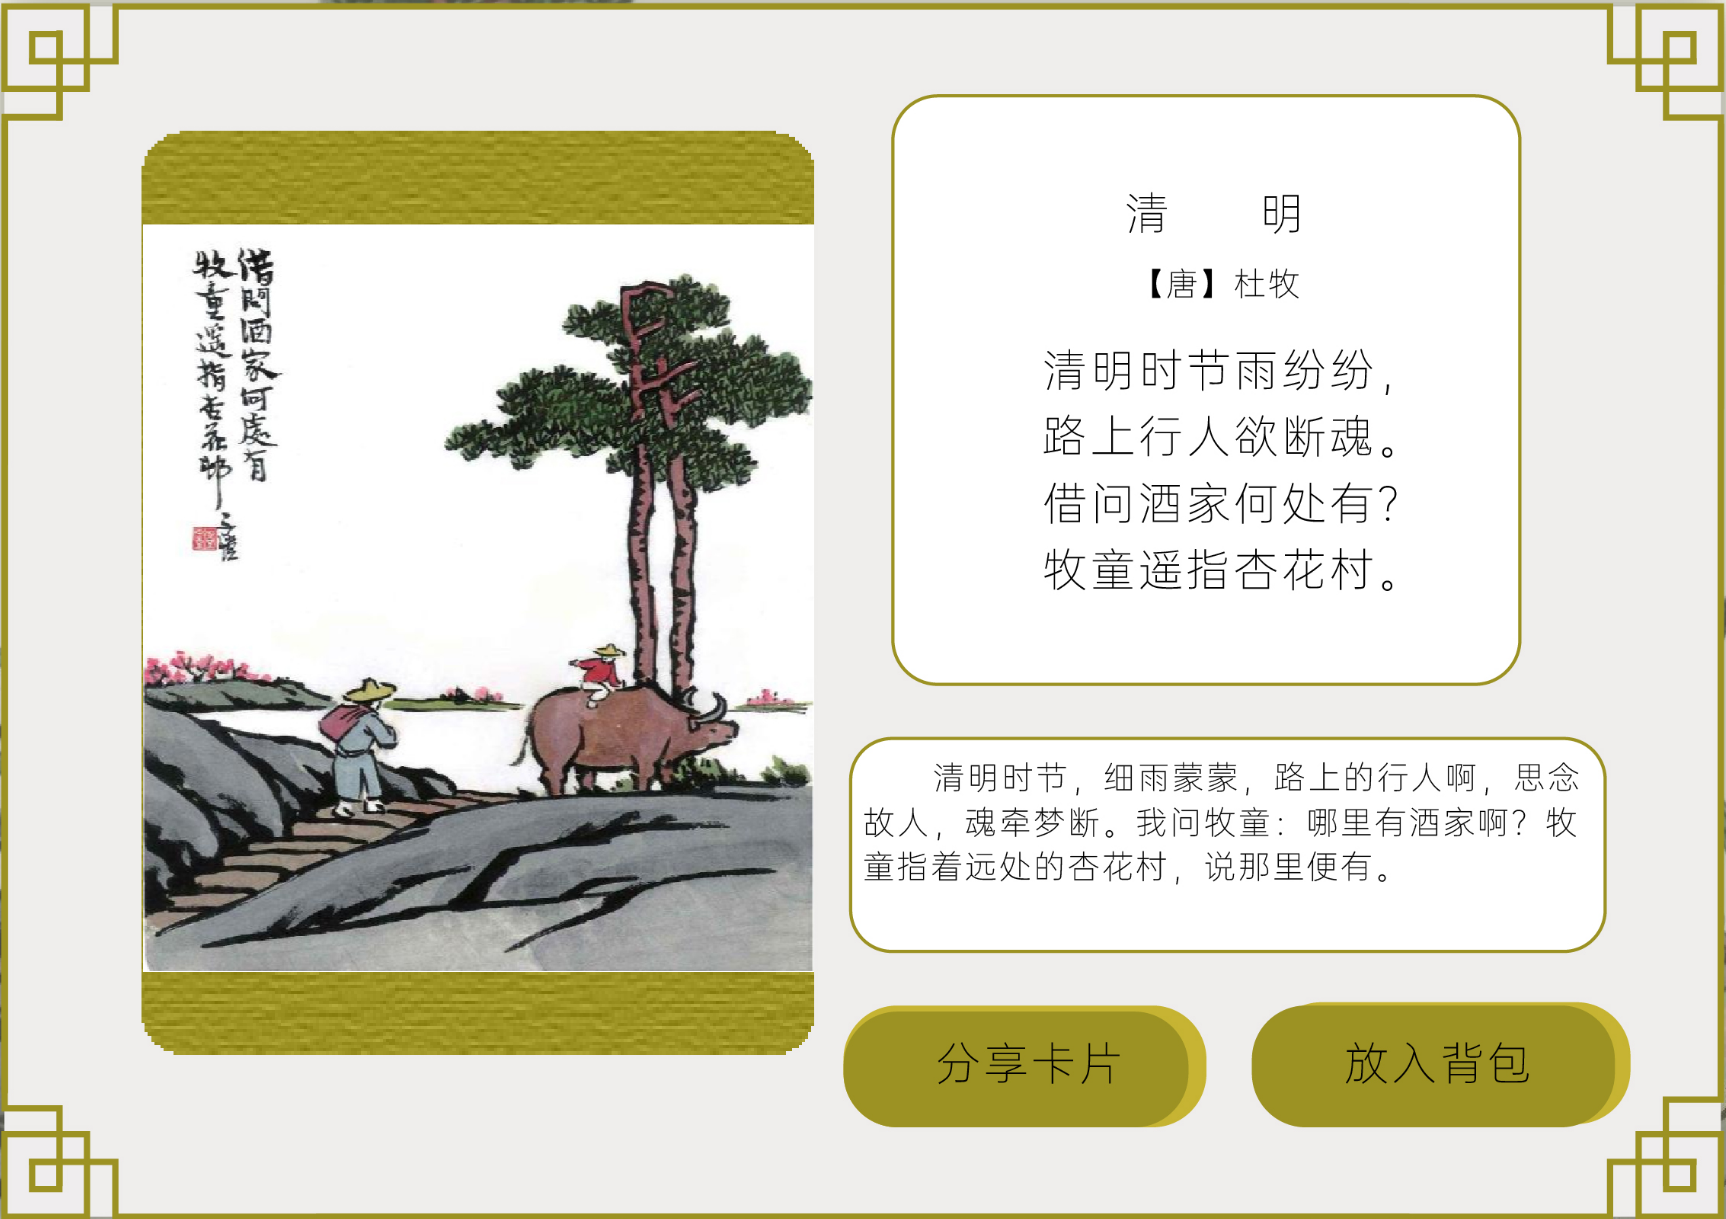 借問酒家何處有
牧童遥指杏花邨
子愷
清 明
【唐】杜牧
清明时节雨纷纷，
路上行人欲断魂。
借问酒家何处有？
牧童遥指杏花村。
清明时节，细雨蒙蒙，路上的行人啊，思念
故人，魂牵梦断。我问牧童：哪里有酒家啊？牧
童指着远处的杏花村，说那里便有。
分享卡片
放入背包